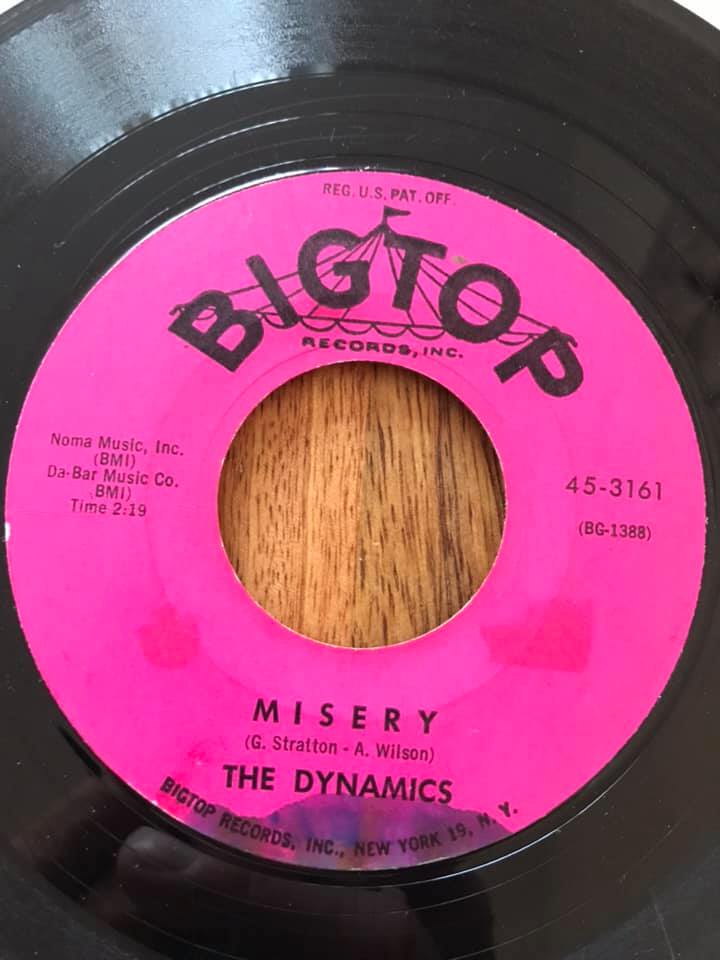 REG. U.S. PAT. OFF.
BIGTOP
RECORDS, INC.
Noma Music, Inc.
(BMI)
Da-Bar Music Co.
BMI)
Time 2:19
45-3161
(BG-1388)
MISERY
(G. Stratton - A. Wilson)
THE DYNAMICS
BIGTOP RECORDS, INC., NEW YORK 19, N. Y.